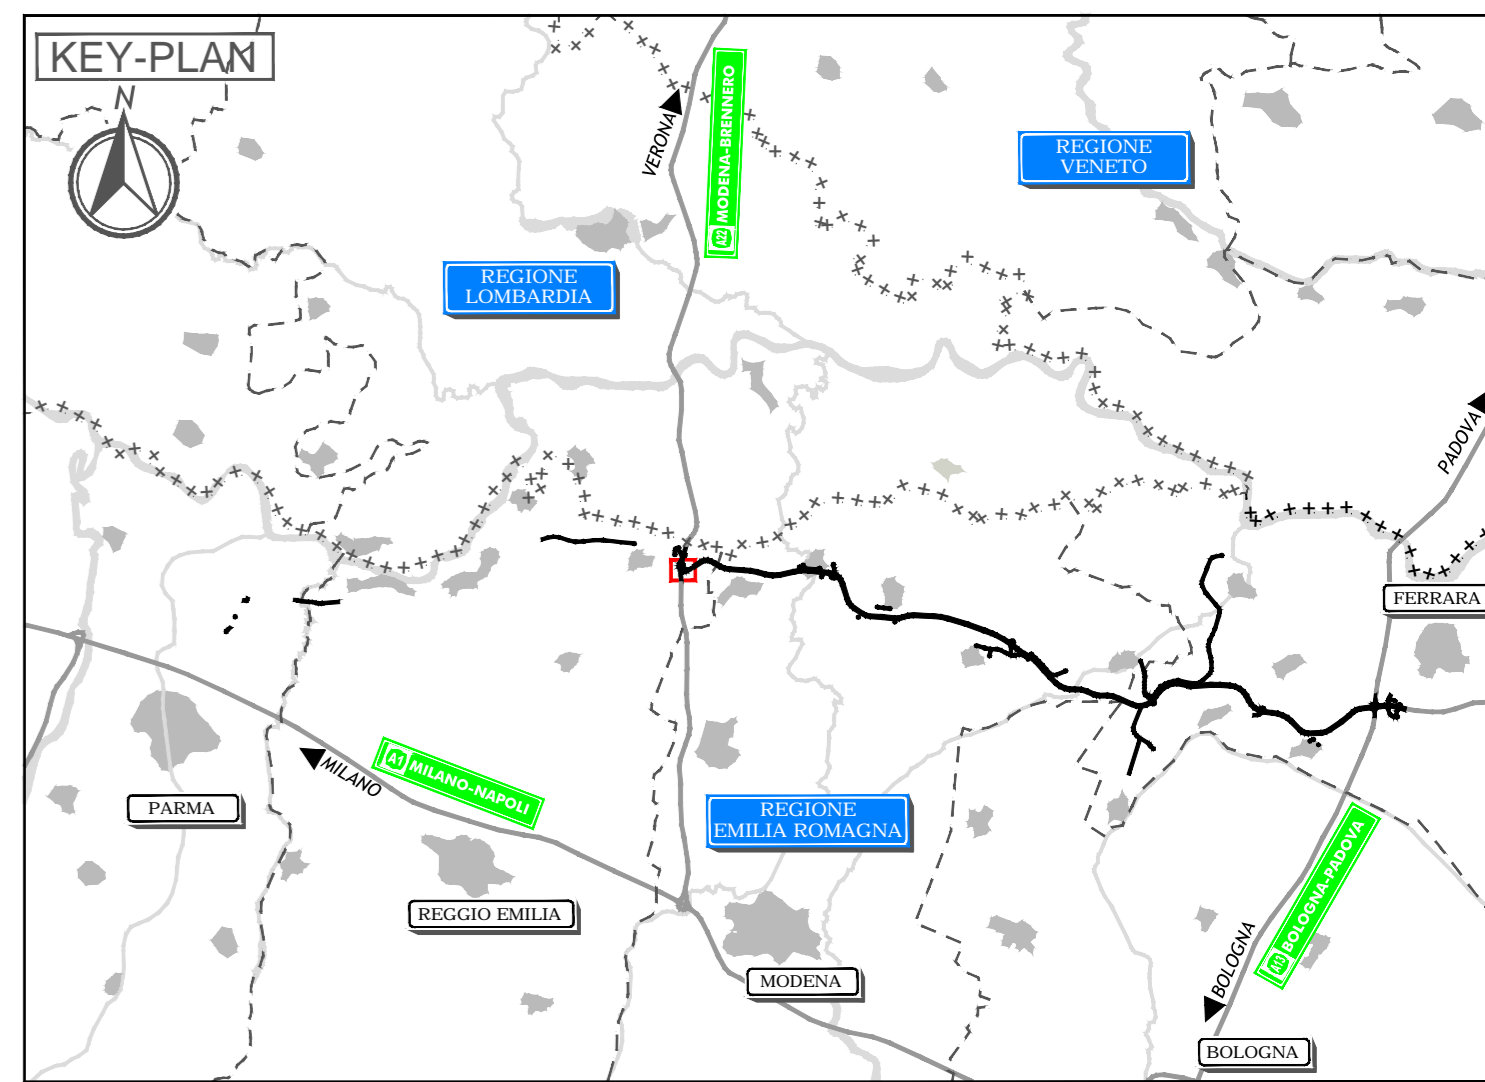 KEY-PLAN
N
VERONA
A22 MODENA-BRENNERO
REGIONE
VENETO
REGIONE
LOMBARDIA
PADOVA
FERRARA
A1 MILANO-NAPOLI
MILANO
PARMA
REGIONE
EMILIA ROMAGNA
REGGIO EMILIA
A13 BOLOGNA-PADOVA
BOLOGNA
MODENA
BOLOGNA